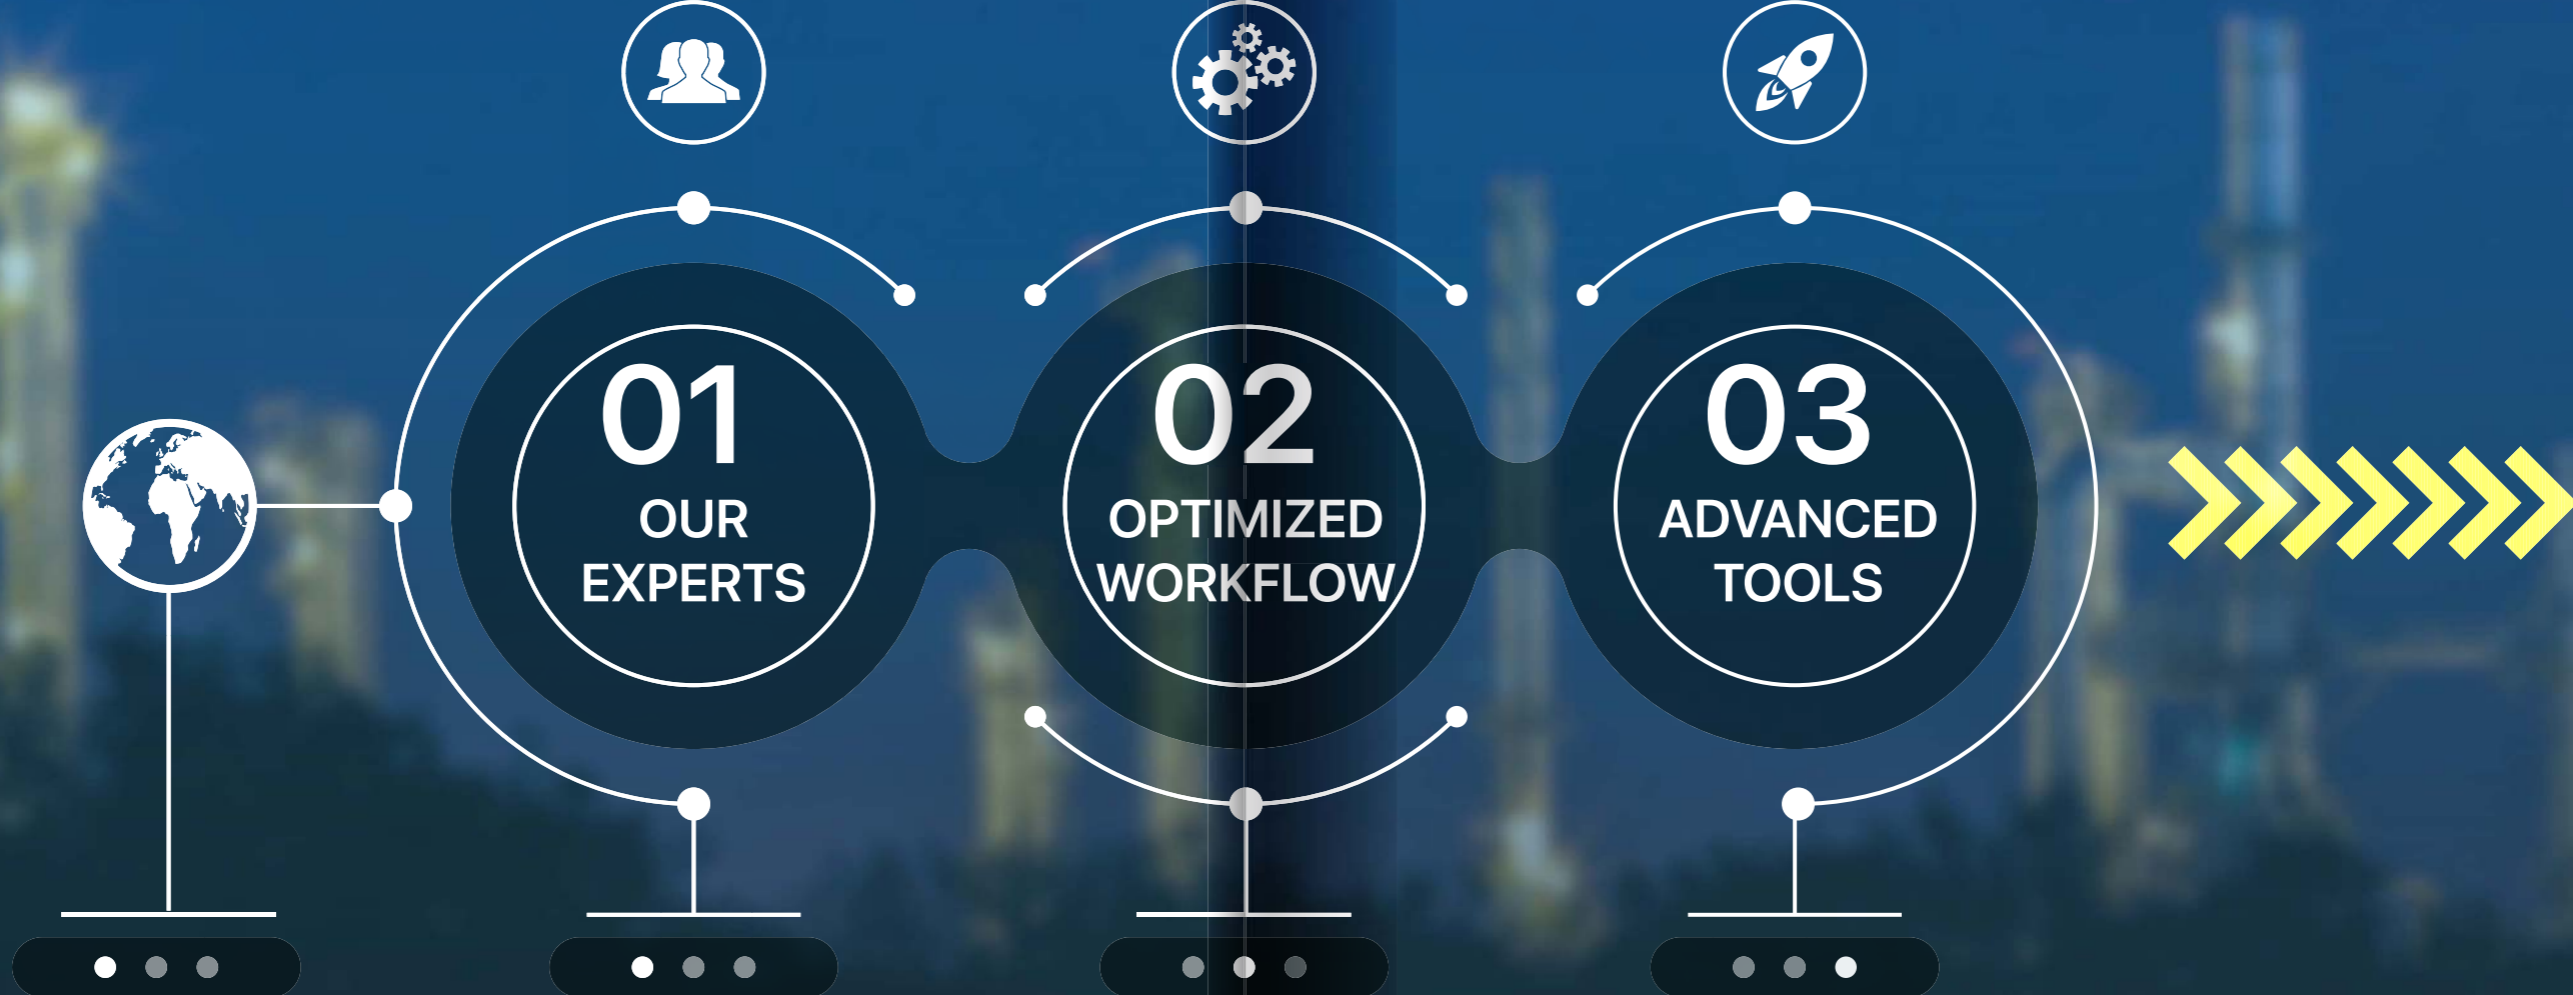 01
OUR
EXPERTS
02
OPTIMIZED
WORKFLOW
03
ADVANCED
TOOLS